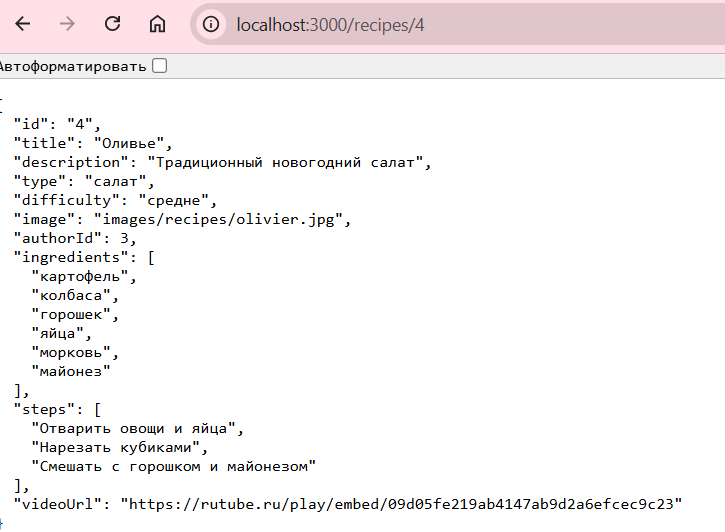 localhost:3000/recipes/4
Автоформатировать
{
"id": "4",
"title": "Оливье",
"description": "Традиционный новогодний салат",
"type": "салат",
"difficulty": "средне",
"image": "images/recipes/olivier.jpg",
"authorId": 3,
"ingredients": [
"картофель",
"колбаса",
"горошек",
"яйца",
"морковь",
"майонез"
],
"steps": [
"Отварить овощи и яйца",
"Нарезать кубиками",
"Смешать с горошком и майонезом"
],
"videoUrl": "https://rutube.ru/play/embed/09d05fe219ab4147ab9d2a6efcec9c23"
}